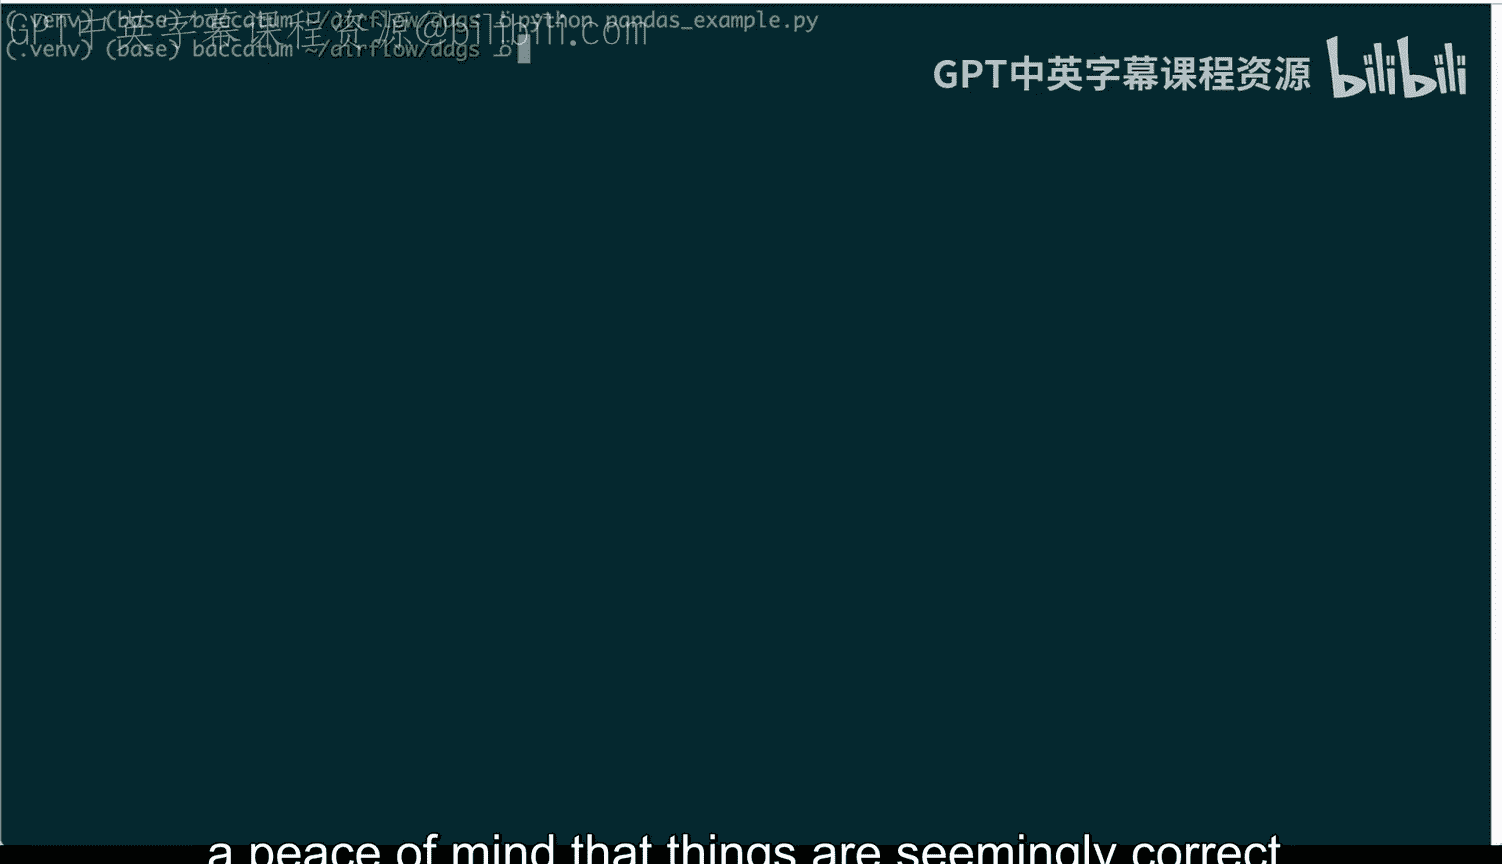 (.venv) (base) baccatum ~/airflow/dags ö python pandas_example.py
GPT中英字幕课程资源@bilibili.com
(.venv) (base) baccatum ~/airflow/dags ö
GPT中英字幕课程资源 bilibili
a peace of mind that things are seemingly correct